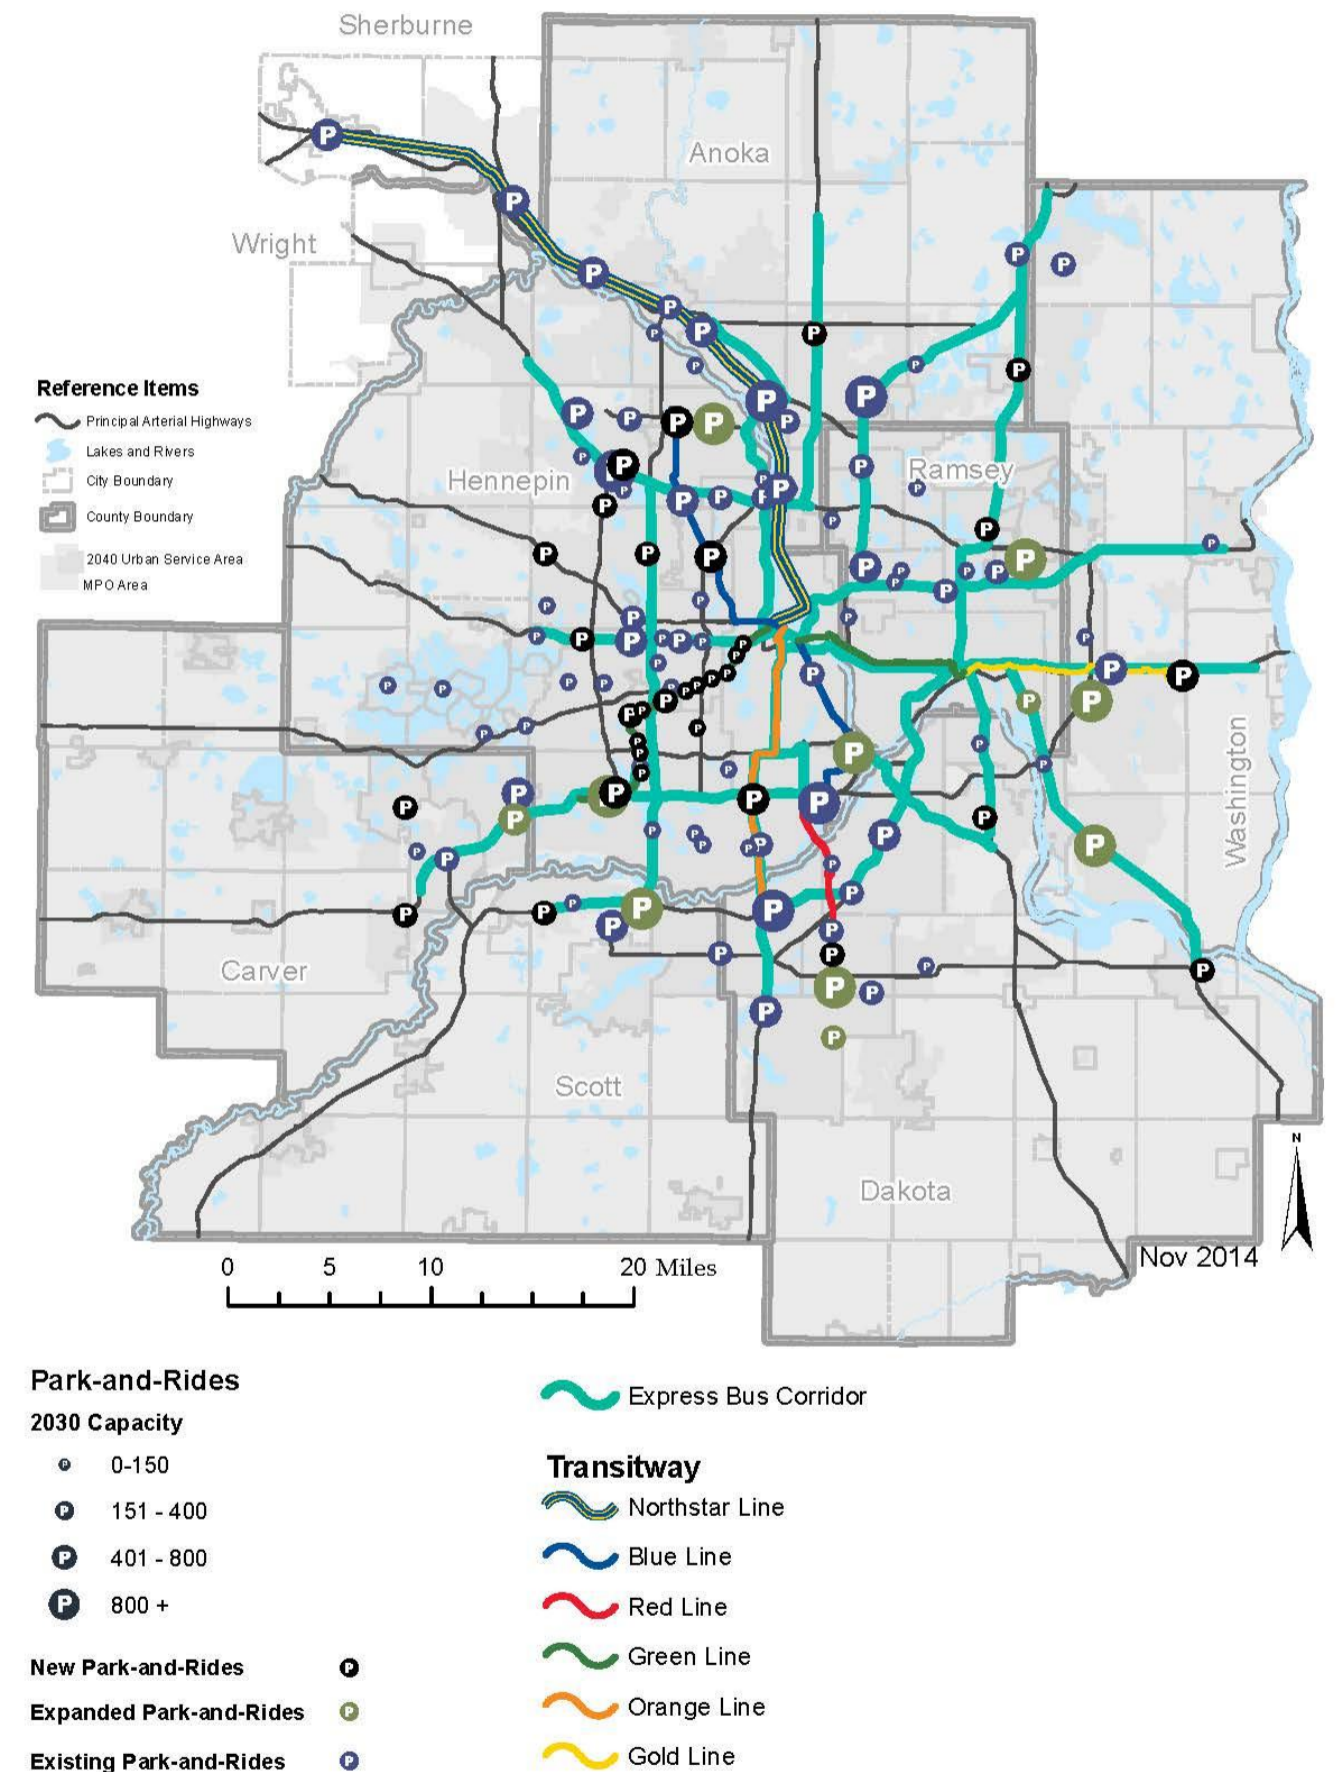 Sherburne
Anoka
Wright
Reference Items
Principal Arterial Highways
Lakes and Rivers
City Boundary
County Boundary
2040 Urban Service Area
MPO Area
Hennepin
Ramsey
Washington
Carver
Scott
Dakota
N
Nov 2014
0 5 10 20 Miles
Park-and-Rides
2030 Capacity
P 0-150
P 151 - 400
P 401 - 800
P 800 +
New Park-and-Rides P
Expanded Park-and-Rides P
Existing Park-and-Rides P
Express Bus Corridor
Transitway
Northstar Line
Blue Line
Red Line
Green Line
Orange Line
Gold Line